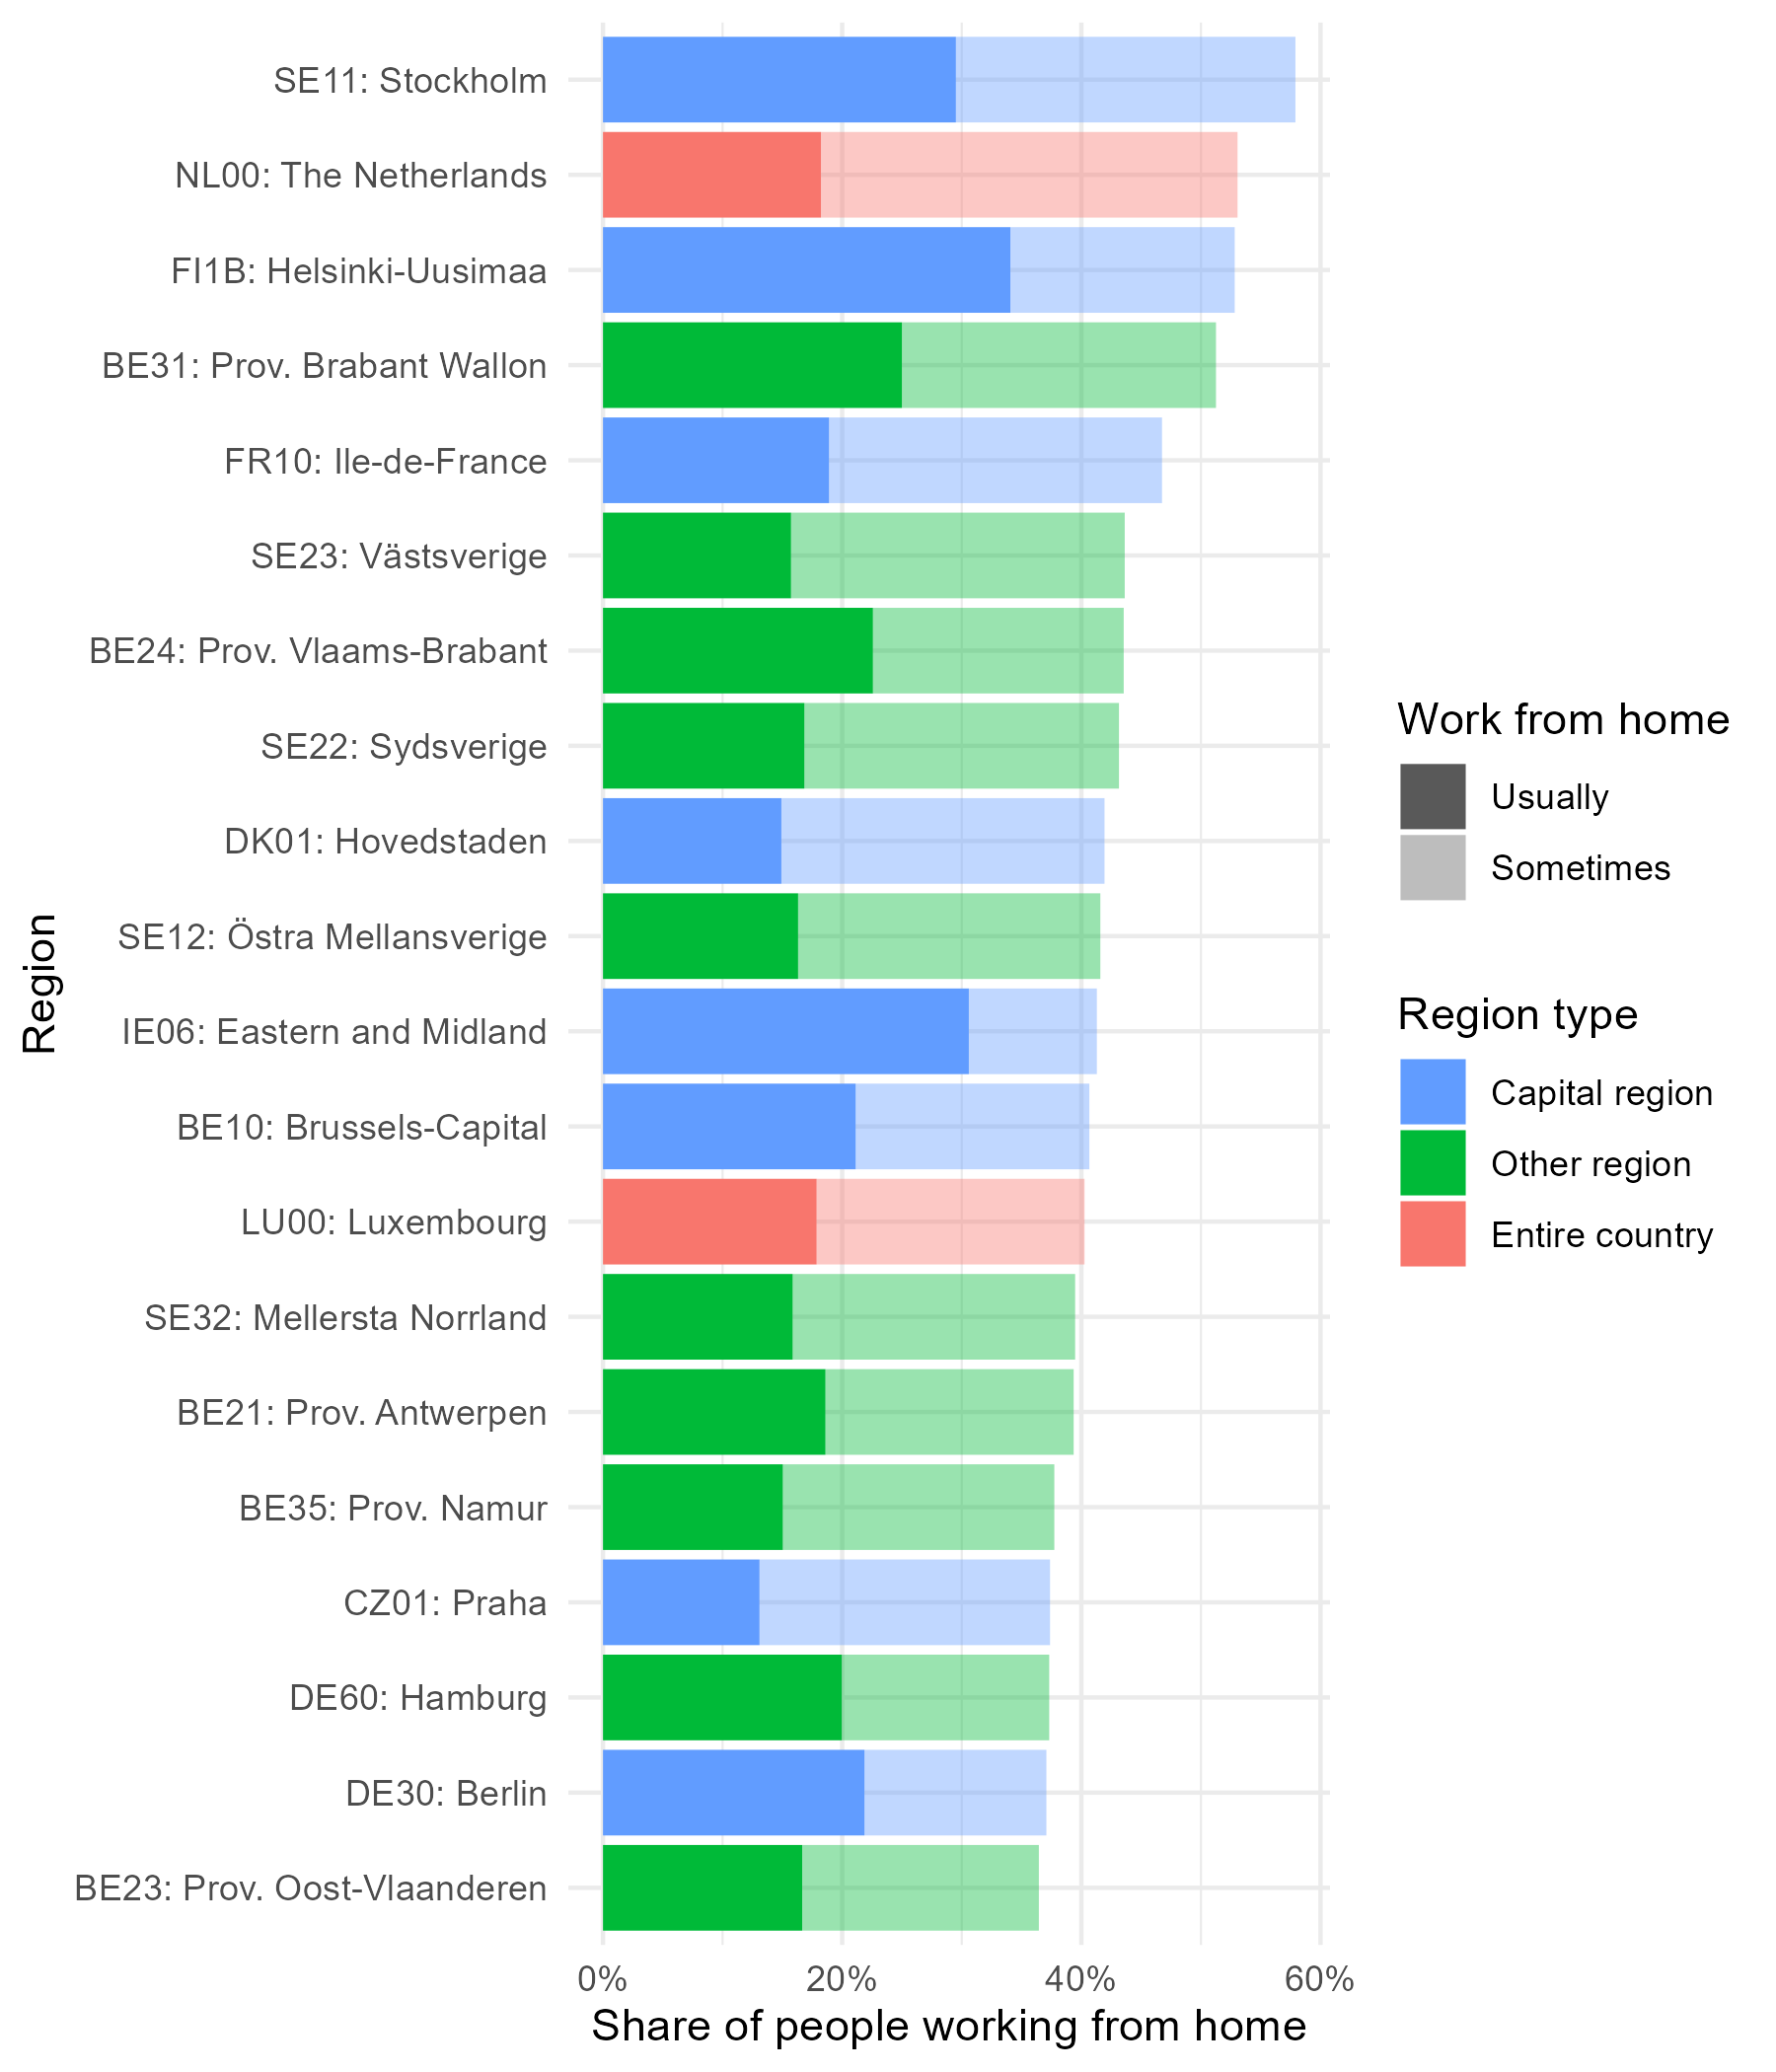 SE11: Stockholm
NL00: The Netherlands
FI1B: Helsinki-Uusimaa
BE31: Prov. Brabant Wallon
FR10: Ile-de-France
SE23: Västsverige
BE24: Prov. Vlaams-Brabant
SE22: Sydsverige
DK01: Hovedstaden
SE12: Östra Mellansverige
IE06: Eastern and Midland
BE10: Brussels-Capital
LU00: Luxembourg
SE32: Mellersta Norrland
BE21: Prov. Antwerpen
BE35: Prov. Namur
CZ01: Praha
DE60: Hamburg
DE30: Berlin
BE23: Prov. Oost-Vlaanderen
Region
0% 20% 40% 60%
Share of people working from home
Work from home
Usually
Sometimes
Region type
Capital region
Other region
Entire country